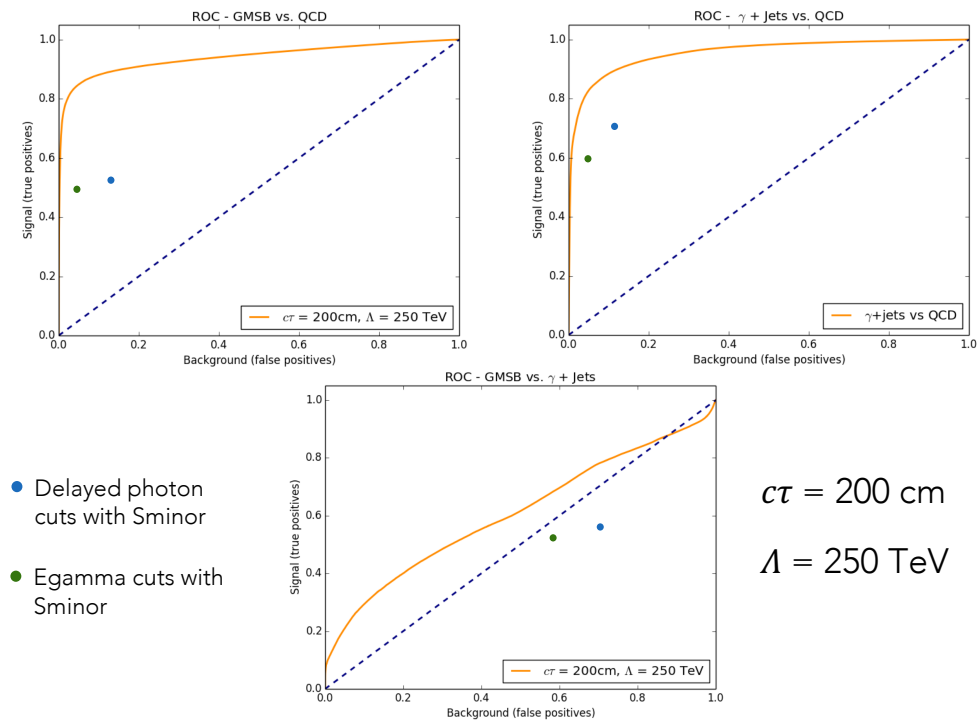 ROC - GMSB vs. QCD
1.0
0.8
0.6
0.4
0.2
0.0
Signal (true positives)
0.0 0.2 0.4 0.6 0.8 1.0
Background (false positives)
cτ = 200cm, Λ = 250 TeV
ROC - γ + Jets vs. QCD
1.0
0.8
0.6
0.4
0.2
0.0
Signal (true positives)
0.0 0.2 0.4 0.6 0.8 1.0
Background (false positives)
γ+jets vs QCD
ROC - GMSB vs. γ + Jets
1.0
0.8
0.6
0.4
0.2
0.0
Signal (true positives)
0.0 0.2 0.4 0.6 0.8 1.0
Background (false positives)
cτ = 200cm, Λ = 250 TeV
Delayed photon
cuts with Sminor
Egamma cuts with
Sminor
cτ = 200 cm
Λ = 250 TeV